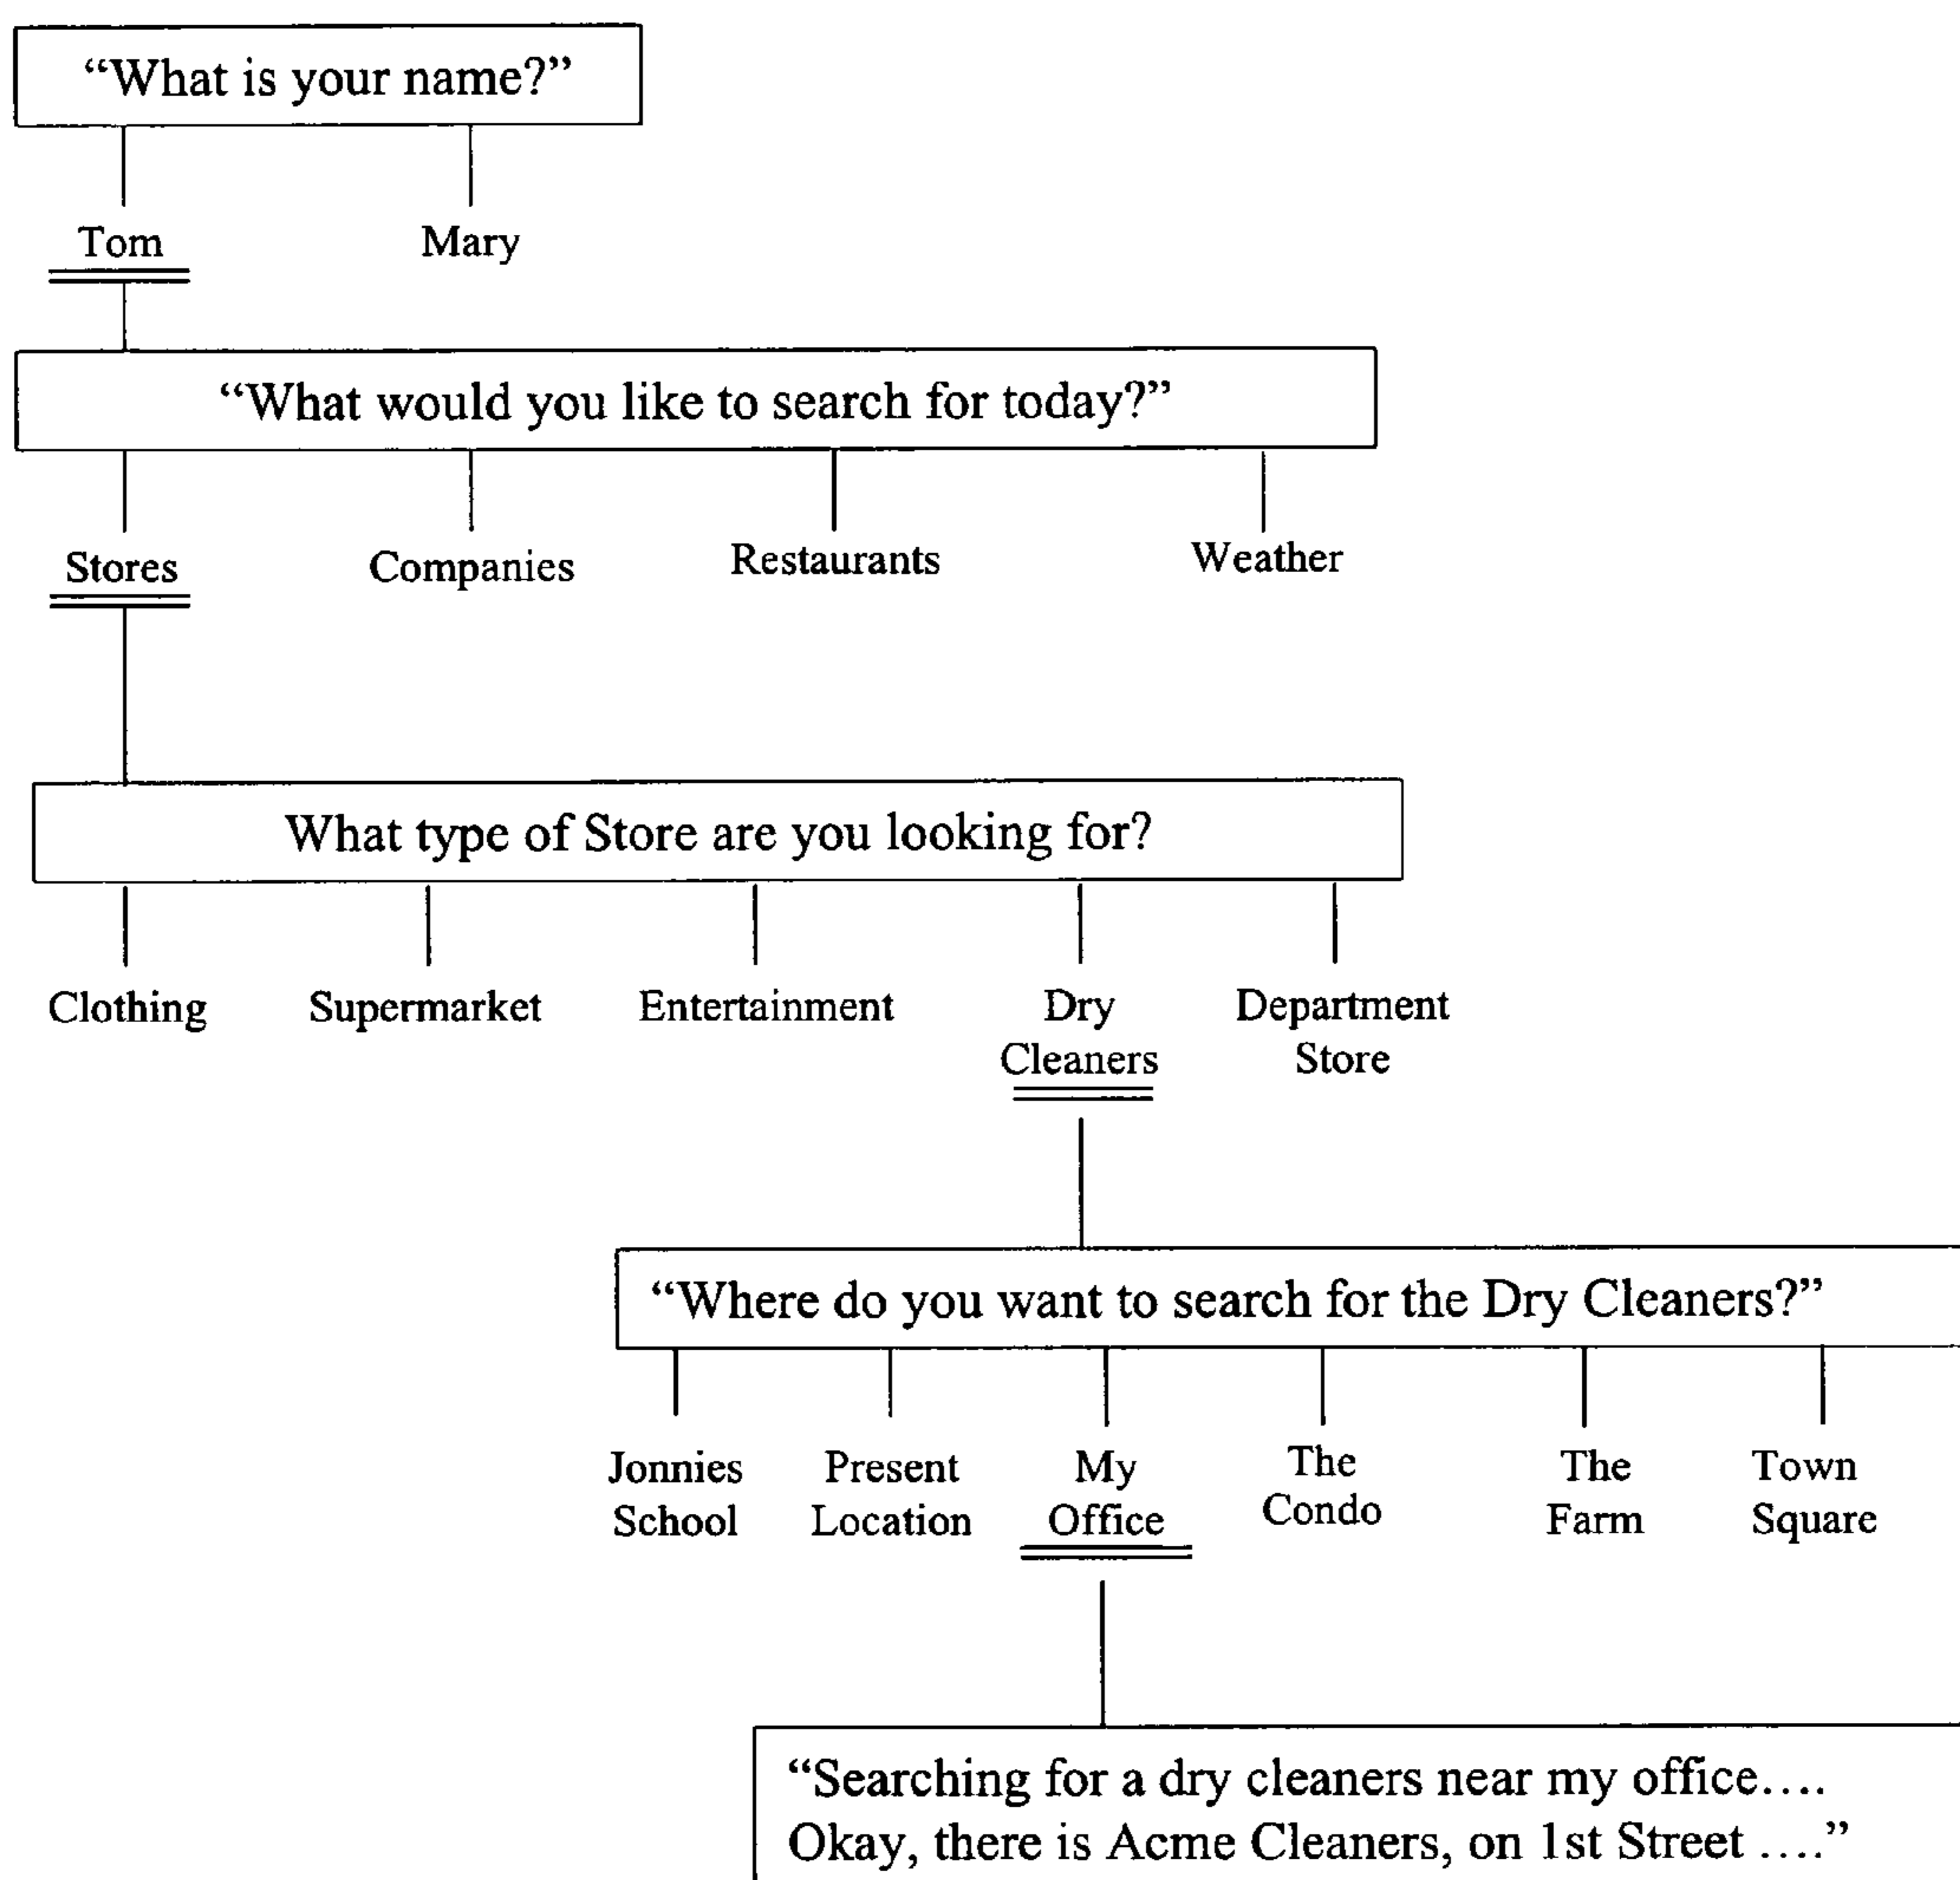 “What is your name?”
Tom
Mary
“What would you like to search for today?”
Stores
Companies
Restaurants
Weather
What type of Store are you looking for?
Clothing
Supermarket
Entertainment
Dry
Cleaners
Department
Store
“Where do you want to search for the Dry Cleaners?”
Jonnies
School
Present
Location
My
Office
The
Condo
The
Farm
Town
Square
“Searching for a dry cleaners near my office....
Okay, there is Acme Cleaners, on 1st Street ....”